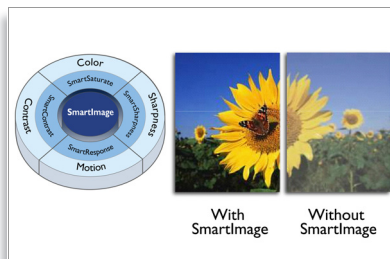 Color
SmartSaturate
Contrast
SmartContrast
SmartImage
SmartSharpness
Sharpness
SmartResponse
Motion
With
SmartImage
Without
SmartImage